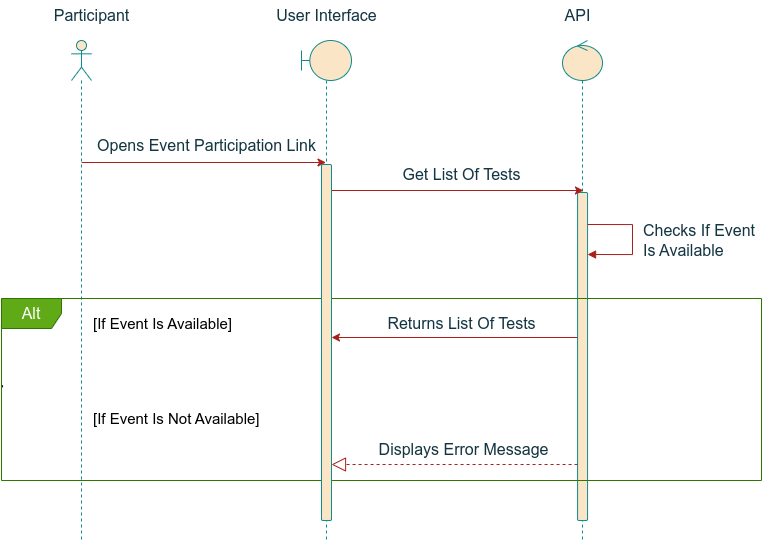 Participant
User Interface
API
Opens Event Participation Link
Get List Of Tests
Checks If Event
Is Available
Alt
[If Event Is Available]
Returns List Of Tests
[If Event Is Not Available]
Displays Error Message